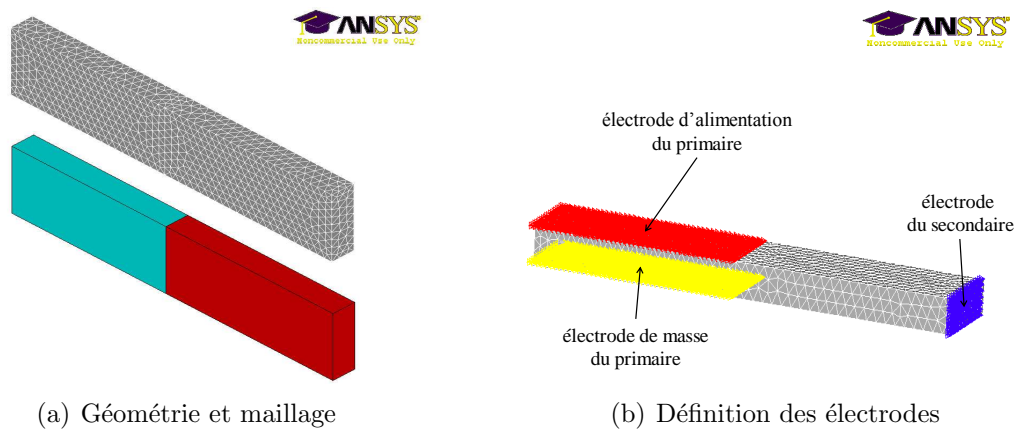 ANSYS
Noncommercial Use Only
ANSYS
Noncommercial Use Only
électrode d'alimentation
du primaire
électrode
du secondaire
électrode de masse
du primaire
(a) Géométrie et maillage
(b) Définition des électrodes